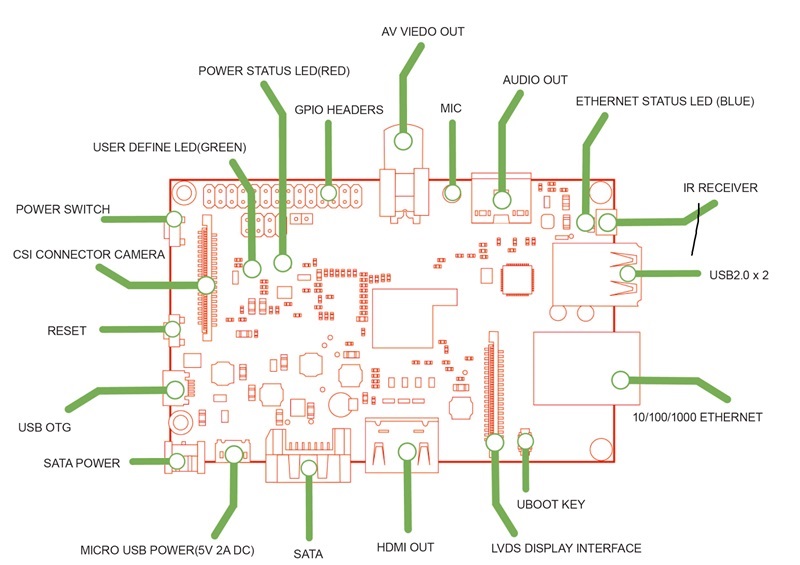 AV VIEDO OUT
POWER STATUS LED(RED)
AUDIO OUT
GPIO HEADERS
MIC
ETHERNET STATUS LED (BLUE)
USER DEFINE LED(GREEN)
IR RECEIVER
POWER SWITCH
CSI CONNECTOR CAMERA
USB2.0 x 2
RESET
USB OTG
10/100/1000 ETHERNET
SATA POWER
UBOOT KEY
MICRO USB POWER(5V 2A DC)
SATA
HDMI OUT
LVDS DISPLAY INTERFACE